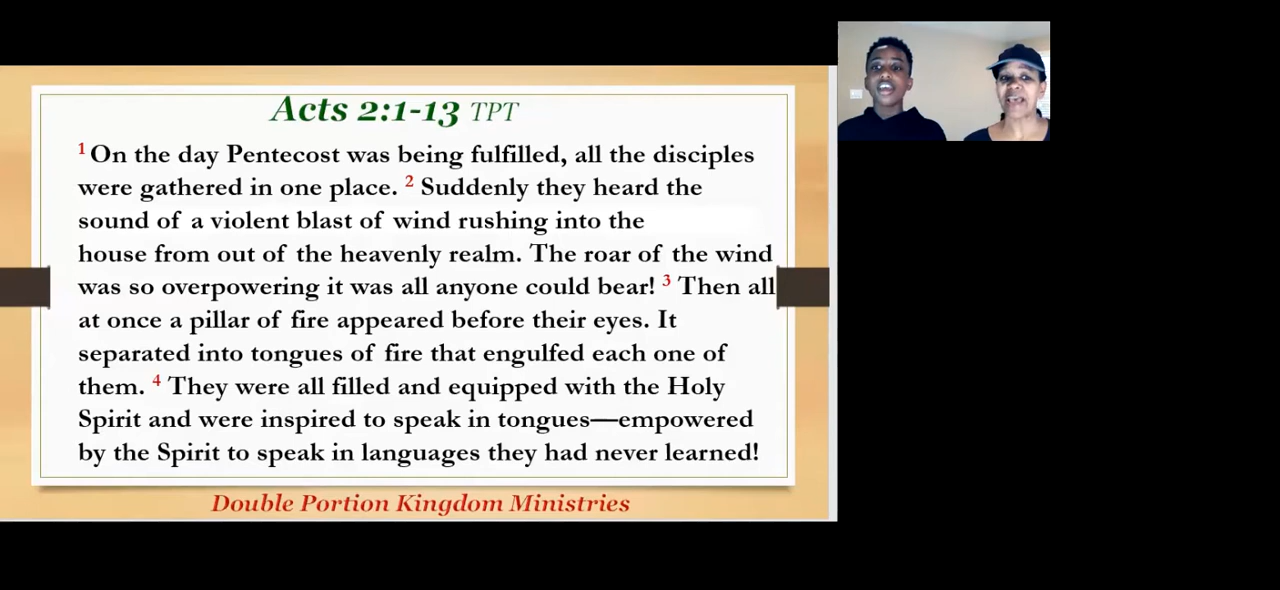 Acts 2:1-13 TPT
1 On the day Pentecost was being fulfilled, all the disciples
were gathered in one place. 2 Suddenly they heard the
sound of a violent blast of wind rushing into the
house from out of the heavenly realm. The roar of the wind
was so overpowering it was all anyone could bear! 3 Then all
at once a pillar of fire appeared before their eyes. It
separated into tongues of fire that engulfed each one of
them. 4 They were all filled and equipped with the Holy
Spirit and were inspired to speak in tongues—empowered
by the Spirit to speak in languages they had never learned!
Double Portion Kingdom Ministries